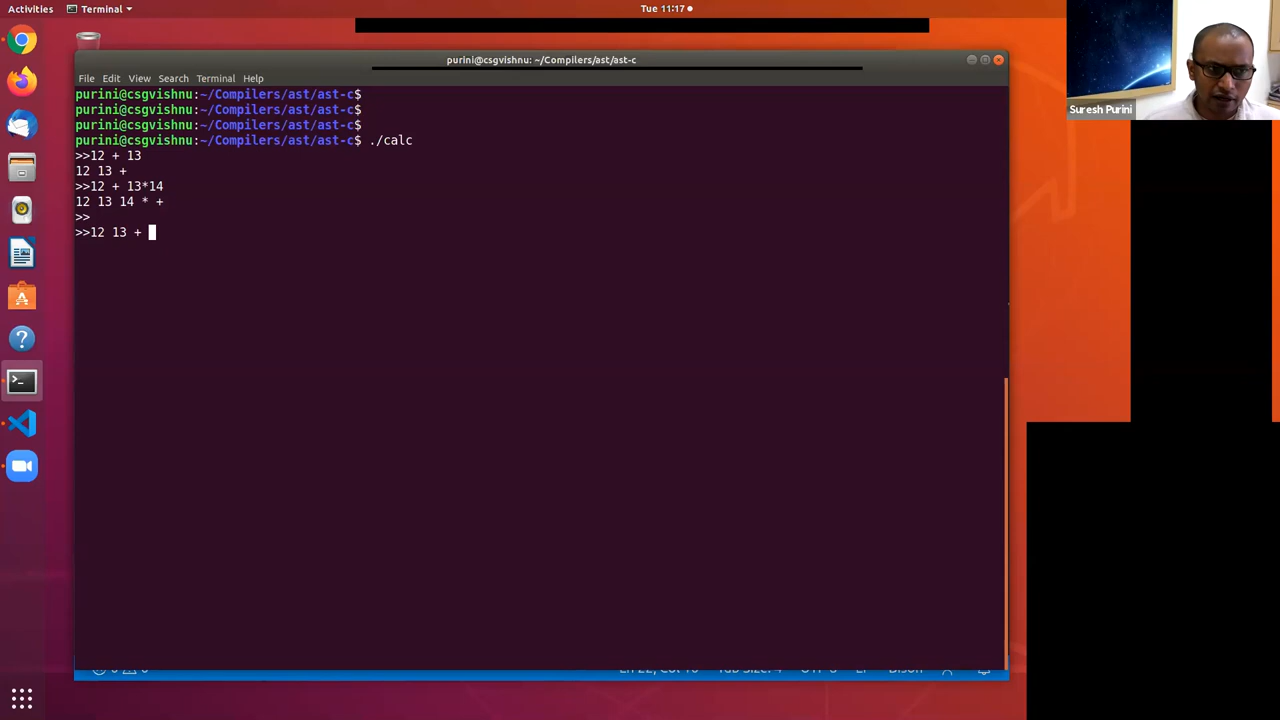 Activities
Terminal
Tue 11:17
purini@csgvishnu: ~/Compilers/ast/ast-c
File Edit View Search Terminal Help
Suresh Purini
purini@csgvishnu:~/Compilers/ast/ast-c$
purini@csgvishnu:~/Compilers/ast/ast-c$
purini@csgvishnu:~/Compilers/ast/ast-c$
purini@csgvishnu:~/Compilers/ast/ast-c$ ./calc
>>12 + 13
12 13 +
>>12 + 13*14
12 13 14 * +
>>
>>12 13 +